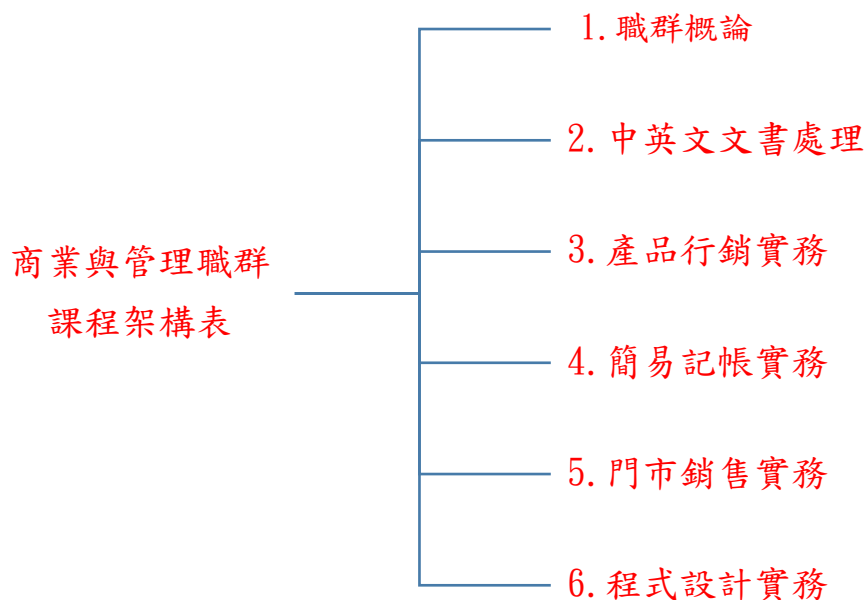 商業與管理職群
課程架構表
1.職群概論
2.中英文文書處理
3.產品行銷實務
4.簡易記帳實務
5.門市銷售實務
6.程式設計實務